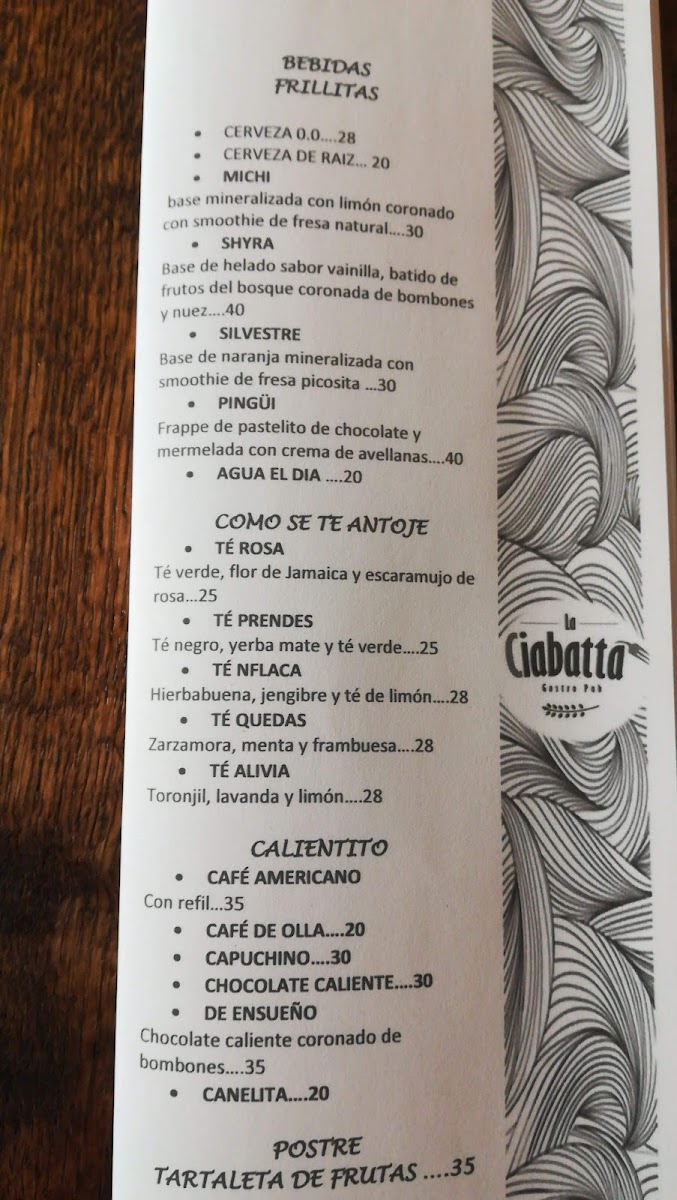 BEBIDAS
FRILLITAS
• CERVEZA 0.0....28
• CERVEZA DE RAIZ... 20
• MICHI
base mineralizada con limón coronado
con smoothie de fresa natural....30
• SHYRA
Base de helado sabor vainilla, batido de
frutos del bosque coronada de bombones
y nuez....40
• SILVESTRE
Base de naranja mineralizada con
smoothie de fresa picosita ...30
• PINGÜI
Frappe de pastelito de chocolate y
mermelada con crema de avellanas....40
• AGUA EL DIA ....20
COMO SE TE ANTOJE
• TÉ ROSA
Té verde, flor de Jamaica y escaramujo de
rosa...25
• TÉ PRENDES
Té negro, yerba mate y té verde....25
• TÉ NFLACA
Hierbabuena, jengibre y té de limón....28
• TÉ QUEDAS
Zarzamora, menta y frambuesa....28
• TÉ ALIVIA
Toronjil, lavanda y limón....28
CALIENTITO
• CAFÉ AMERICANO
Con refil...35
• CAFÉ DE OLLA....20
• CAPUCHINO....30
• CHOCOLATE CALIENTE....30
• DE ENSUEÑO
Chocolate caliente coronado de
bombones....35
• CANELITA....20
POSTRE
TARTALETA DE FRUTAS ....35
La
Ciabatta
Gastro Pub